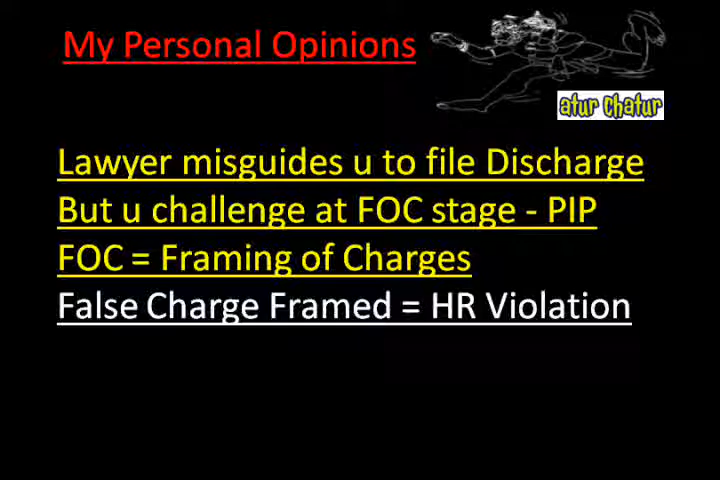 My Personal Opinions
atur chatur
Lawyer misguides u to file Discharge
But u challenge at FOC stage - PIP
FOC = Framing of Charges
False Charge Framed = HR Violation